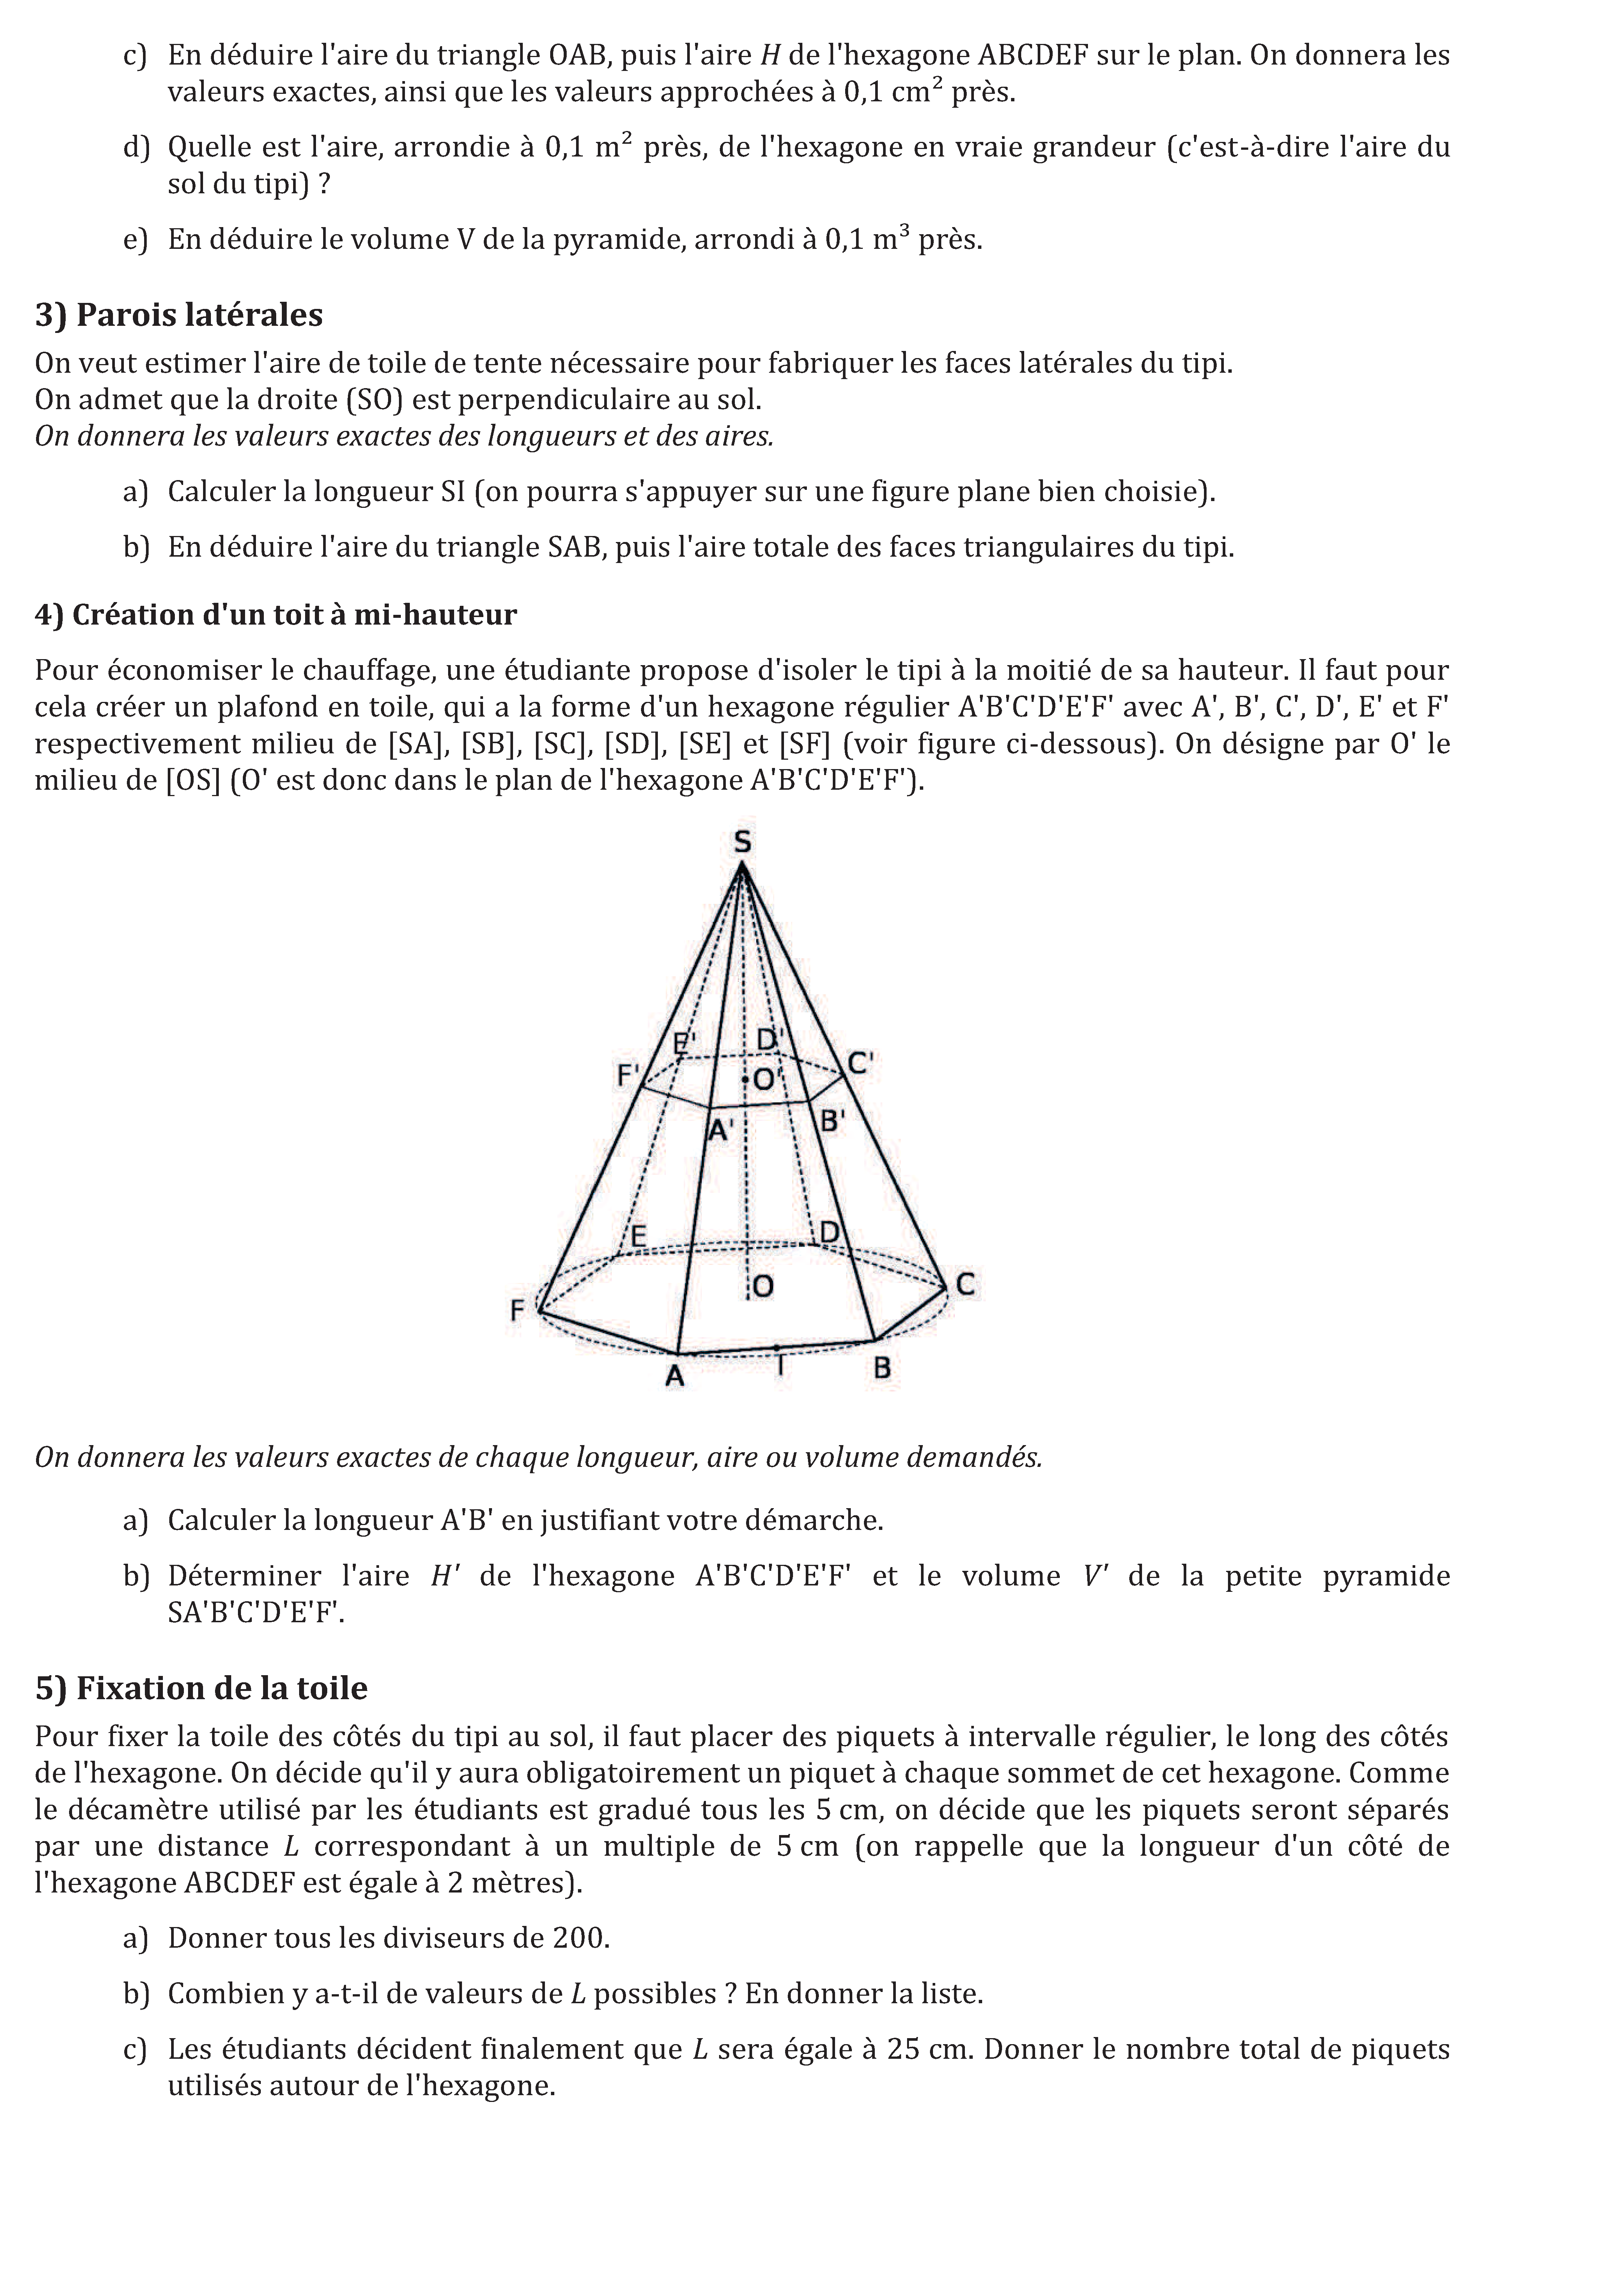 c) En déduire l'aire du triangle OAB, puis l'aire H de l'hexagone ABCDEF sur le plan. On donnera les
valeurs exactes, ainsi que les valeurs approchées à 0,1 cm² près.
d) Quelle est l'aire, arrondie à 0,1 m² près, de l'hexagone en vraie grandeur (c'est-à-dire l'aire du
sol du tipi) ?
e) En déduire le volume V de la pyramide, arrondi à 0,1 m³ près.
3) Parois latérales
On veut estimer l'aire de toile de tente nécessaire pour fabriquer les faces latérales du tipi.
On admet que la droite (SO) est perpendiculaire au sol.
On donnera les valeurs exactes des longueurs et des aires.
a) Calculer la longueur SI (on pourra s'appuyer sur une figure plane bien choisie).
b) En déduire l'aire du triangle SAB, puis l'aire totale des faces triangulaires du tipi.
4) Création d'un toit à mi-hauteur
Pour économiser le chauffage, une étudiante propose d'isoler le tipi à la moitié de sa hauteur. Il faut pour
cela créer un plafond en toile, qui a la forme d'un hexagone régulier A'B'C'D'E'F' avec A', B', C', D', E' et F'
respectivement milieu de [SA], [SB], [SC], [SD], [SE] et [SF] (voir figure ci-dessous). On désigne par O' le
milieu de [OS] (O' est donc dans le plan de l'hexagone A'B'C'D'E'F').
S
E' D'
F' O' C'
A' B'
E D
F O C
A I B
On donnera les valeurs exactes de chaque longueur, aire ou volume demandés.
a) Calculer la longueur A'B' en justifiant votre démarche.
b) Déterminer l'aire H' de l'hexagone A'B'C'D'E'F' et le volume V' de la petite pyramide
SA'B'C'D'E'F'.
5) Fixation de la toile
Pour fixer la toile des côtés du tipi au sol, il faut placer des piquets à intervalle régulier, le long des côtés
de l'hexagone. On décide qu'il y aura obligatoirement un piquet à chaque sommet de cet hexagone. Comme
le décamètre utilisé par les étudiants est gradué tous les 5 cm, on décide que les piquets seront séparés
par une distance L correspondant à un multiple de 5 cm (on rappelle que la longueur d'un côté de
l'hexagone ABCDEF est égale à 2 mètres).
a) Donner tous les diviseurs de 200.
b) Combien y a-t-il de valeurs de L possibles ? En donner la liste.
c) Les étudiants décident finalement que L sera égale à 25 cm. Donner le nombre total de piquets
utilisés autour de l'hexagone.